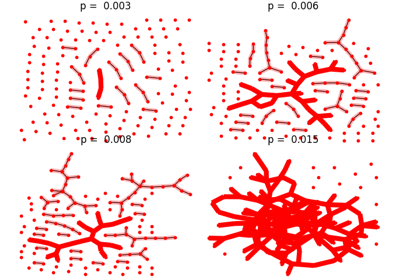 p = 0.003
p = 0.006
p = 0.008
p = 0.015